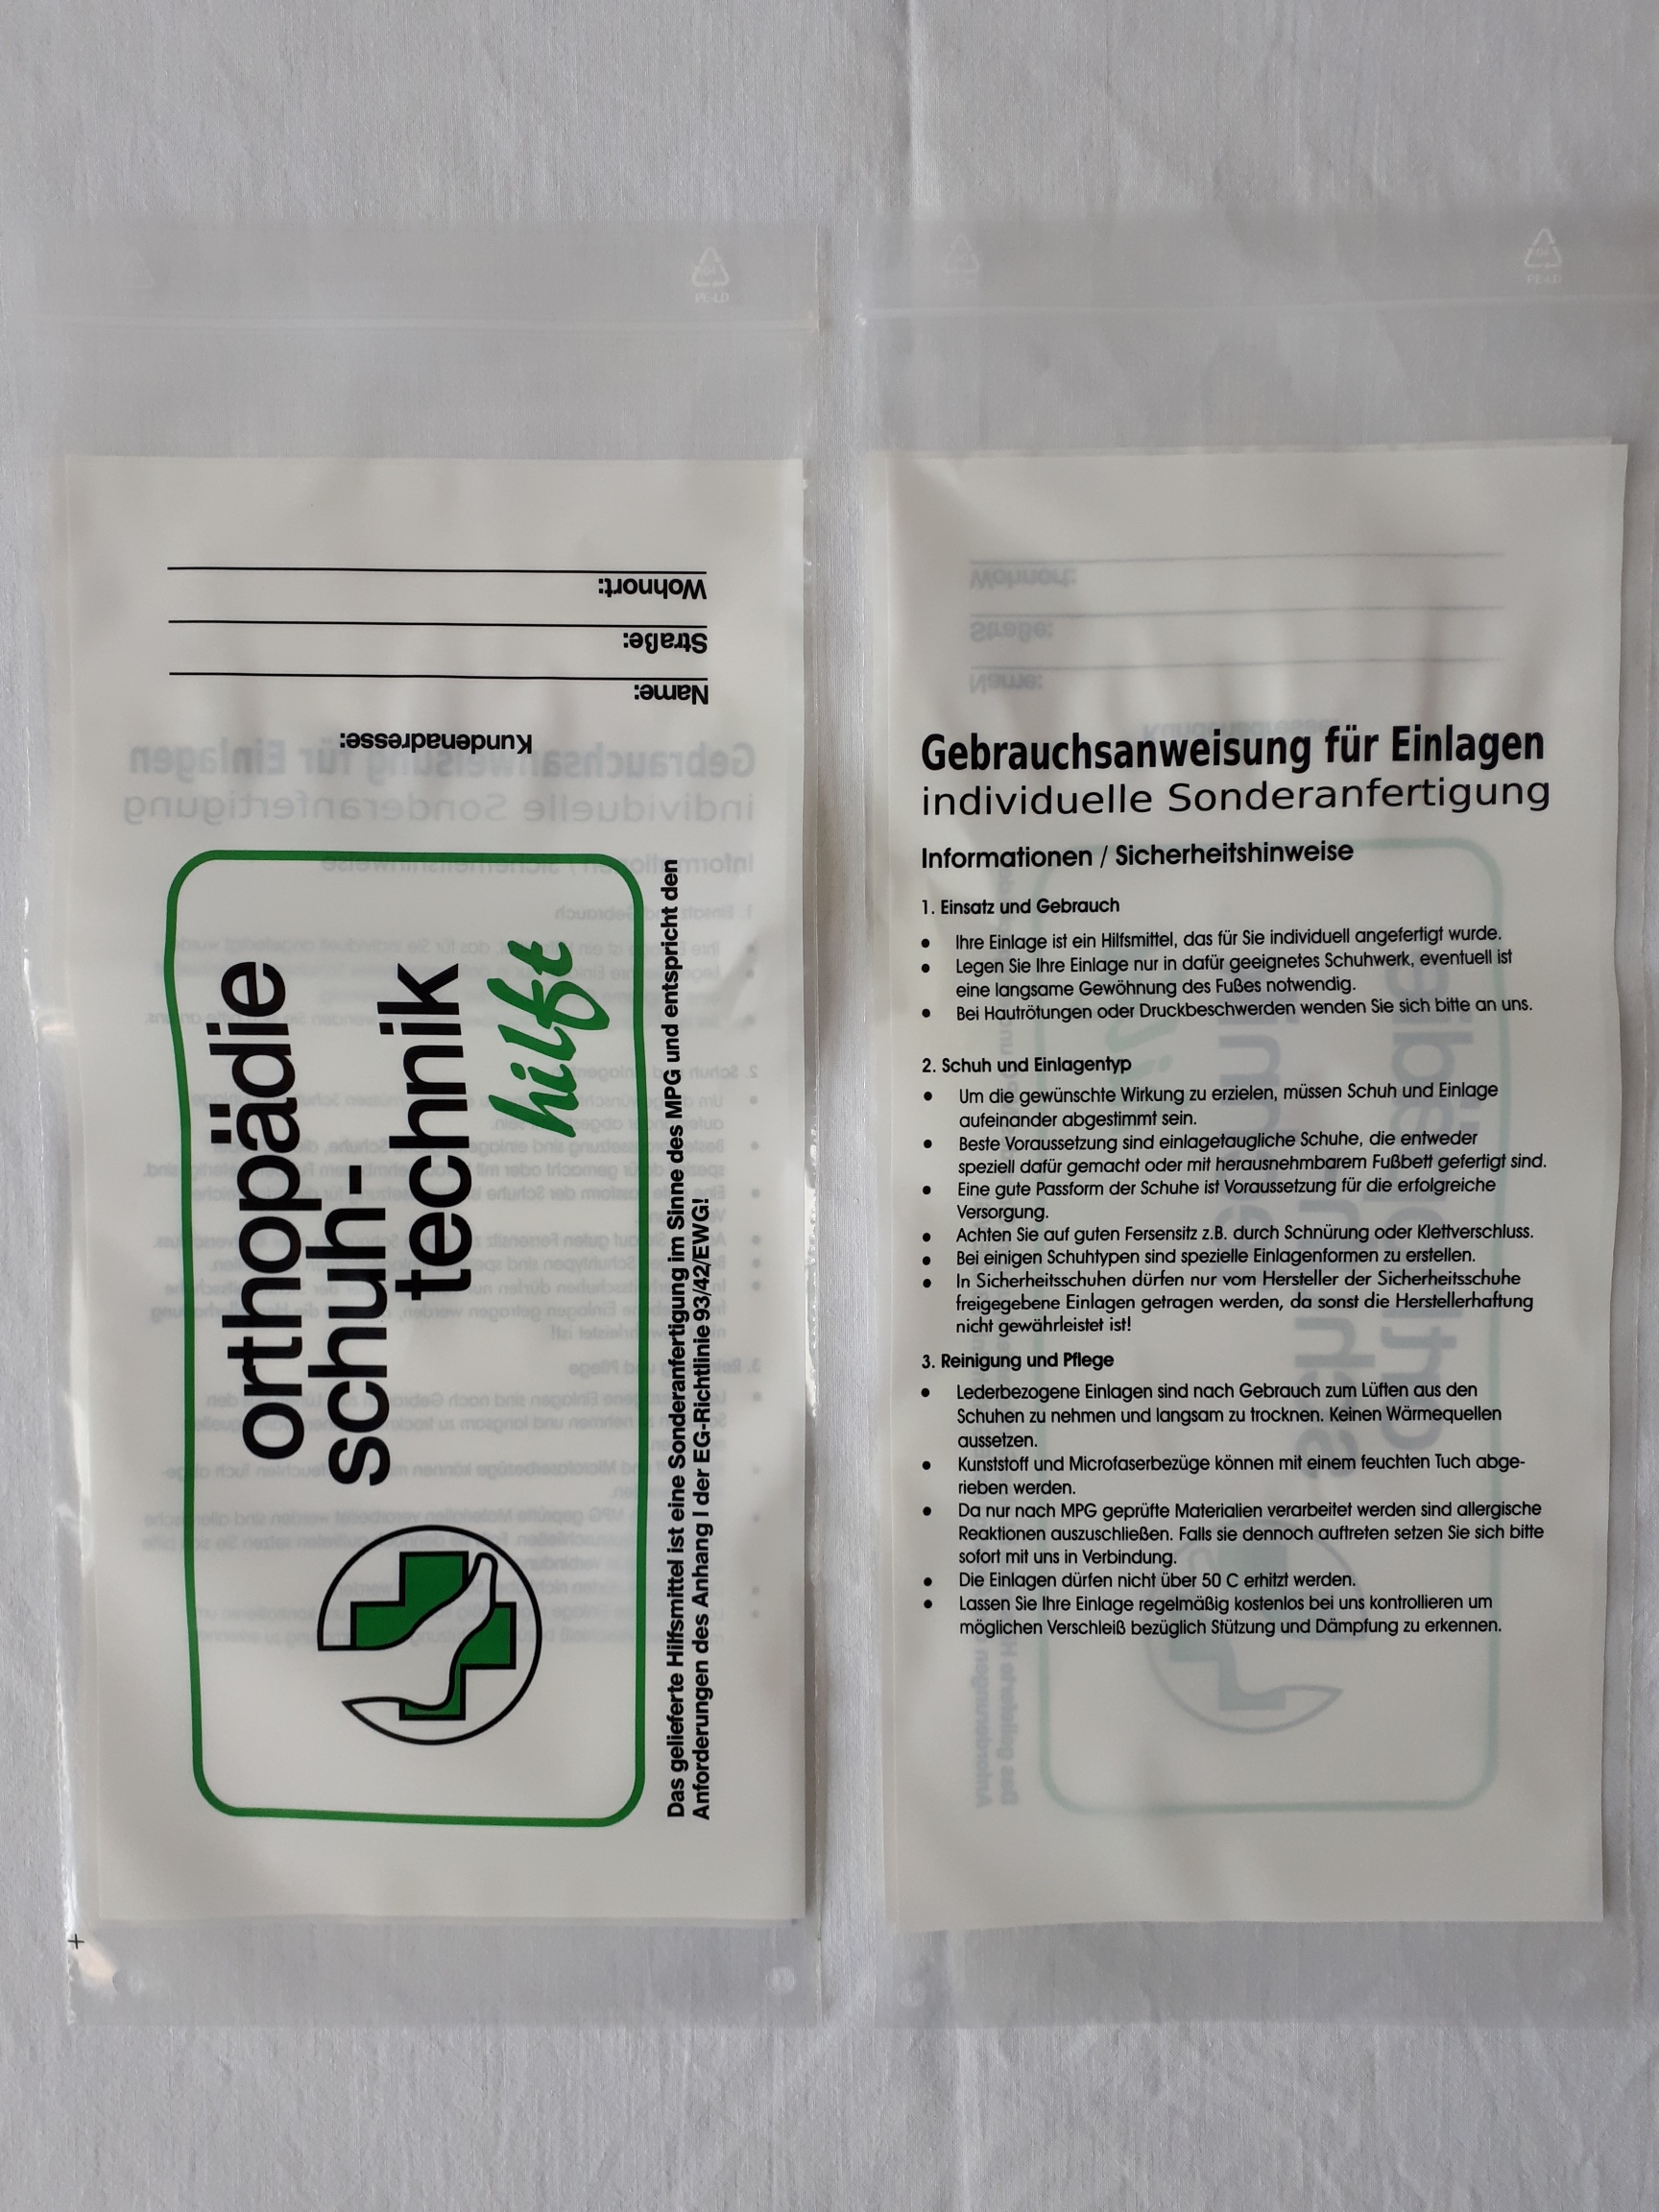 PE-LD
Wohnort:
Straße:
Name:
Kundenadresse:
orthopädie
schuh-
technik
hilft
Das gelieferte Hilfsmittel ist eine Sonderanfertigung im Sinne des MPG und entspricht den
Anforderungen des Anhang I der EG-Richtlinie 93/42/EWG!
PE-LD
Gebrauchsanweisung für Einlagen
individuelle Sonderanfertigung
Informationen / Sicherheitshinweise
1. Einsatz und Gebrauch
• Ihre Einlage ist ein Hilfsmittel, das für Sie individuell angefertigt wurde.
• Legen Sie Ihre Einlage nur in dafür geeignetes Schuhwerk, eventuell ist
eine langsame Gewöhnung des Fußes notwendig.
• Bei Hautrötungen oder Druckbeschwerden wenden Sie sich bitte an uns.
2. Schuh und Einlagentyp
• Um die gewünschte Wirkung zu erzielen, müssen Schuh und Einlage
aufeinander abgestimmt sein.
• Beste Voraussetzung sind einlagetaugliche Schuhe, die entweder
speziell dafür gemacht oder mit herausnehmbarem Fußbett gefertigt sind.
• Eine gute Passform der Schuhe ist Voraussetzung für die erfolgreiche
Versorgung.
• Achten Sie auf guten Fersensitz z.B. durch Schnürung oder Klettverschluss.
• Bei einigen Schuhtypen sind spezielle Einlagenformen zu erstellen.
• In Sicherheitsschuhen dürfen nur vom Hersteller der Sicherheitsschuhe
freigegebene Einlagen getragen werden, da sonst die Herstellerhaftung
nicht gewährleistet ist!
3. Reinigung und Pflege
• Lederbezogene Einlagen sind nach Gebrauch zum Lüften aus den
Schuhen zu nehmen und langsam zu trocknen. Keinen Wärmequellen
aussetzen.
• Kunststoff und Microfaserbezüge können mit einem feuchten Tuch abge-
rieben werden.
• Da nur nach MPG geprüfte Materialien verarbeitet werden sind allergische
Reaktionen auszuschließen. Falls sie dennoch auftreten setzen Sie sich bitte
sofort mit uns in Verbindung.
• Die Einlagen dürfen nicht über 50 C erhitzt werden.
• Lassen Sie Ihre Einlage regelmäßig kostenlos bei uns kontrollieren um
möglichen Verschleiß bezüglich Stützung und Dämpfung zu erkennen.